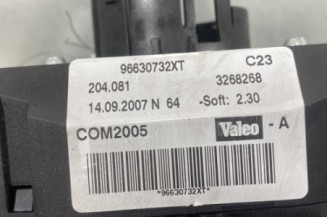 96630732XT C23
204.081 3268268
14.09.2007 N 64 -Soft: 2.30
COM2005 Valeo - A
*96630732XT*